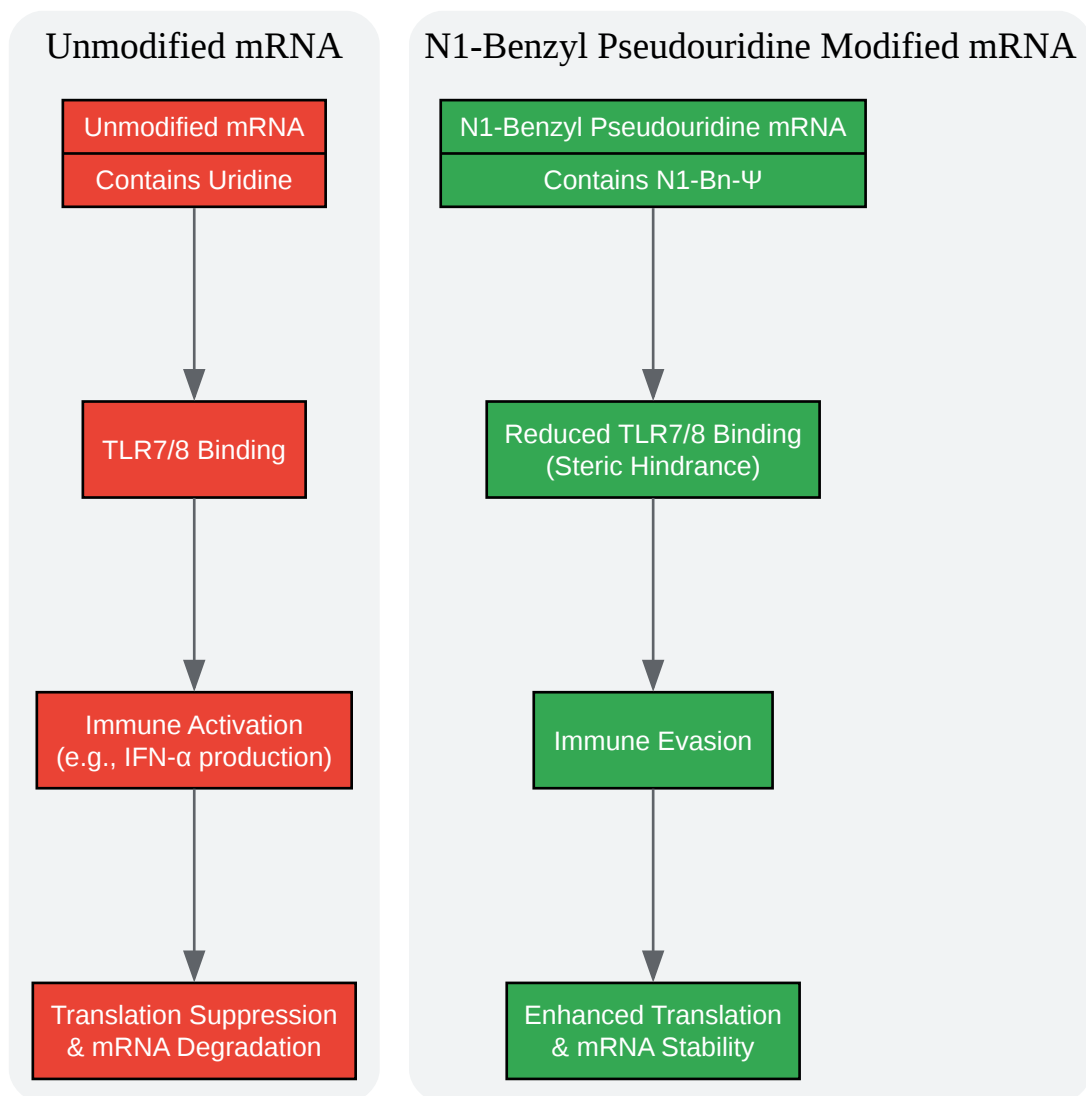 Unmodified mRNA
Unmodified mRNA
Contains Uridine
TLR7/8 Binding
Immune Activation
(e.g., IFN-α production)
Translation Suppression
& mRNA Degradation
N1-Benzyl Pseudouridine Modified mRNA
N1-Benzyl Pseudouridine mRNA
Contains N1-Bn-Ψ
Reduced TLR7/8 Binding
(Steric Hindrance)
Immune Evasion
Enhanced Translation
& mRNA Stability